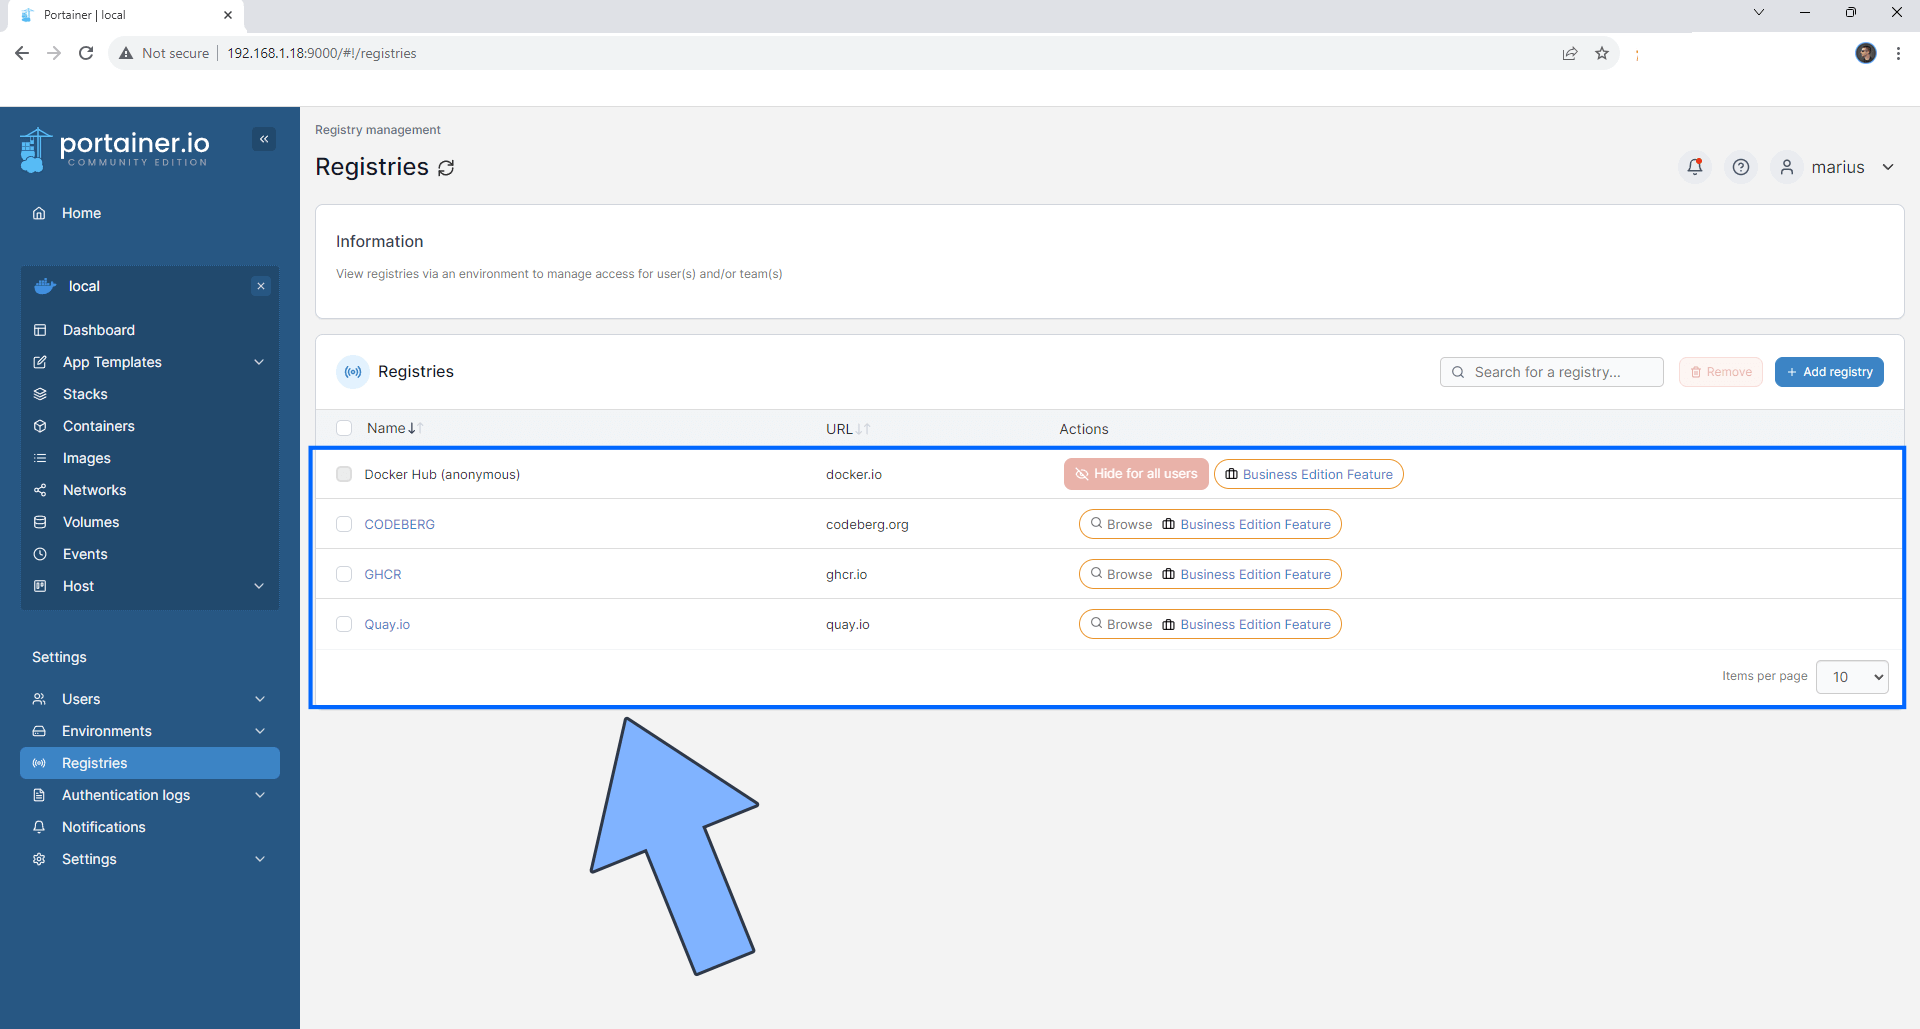 Portainer | local
Not secure 192.168.1.18:9000/#!/registries
portainer.io
COMMUNITY EDITION
Home
local
Dashboard
App Templates
Stacks
Containers
Images
Networks
Volumes
Events
Host
Settings
Users
Environments
Registries
Authentication logs
Notifications
Settings
Registry management
Registries
marius
Information
View registries via an environment to manage access for user(s) and/or team(s)
Registries
Search for a registry...
Remove
Add registry
Name URL Actions
Docker Hub (anonymous) docker.io Hide for all users Business Edition Feature
CODEBERG codeberg.org Browse Business Edition Feature
GHCR ghcr.io Browse Business Edition Feature
Quay.io quay.io Browse Business Edition Feature
Items per page 10